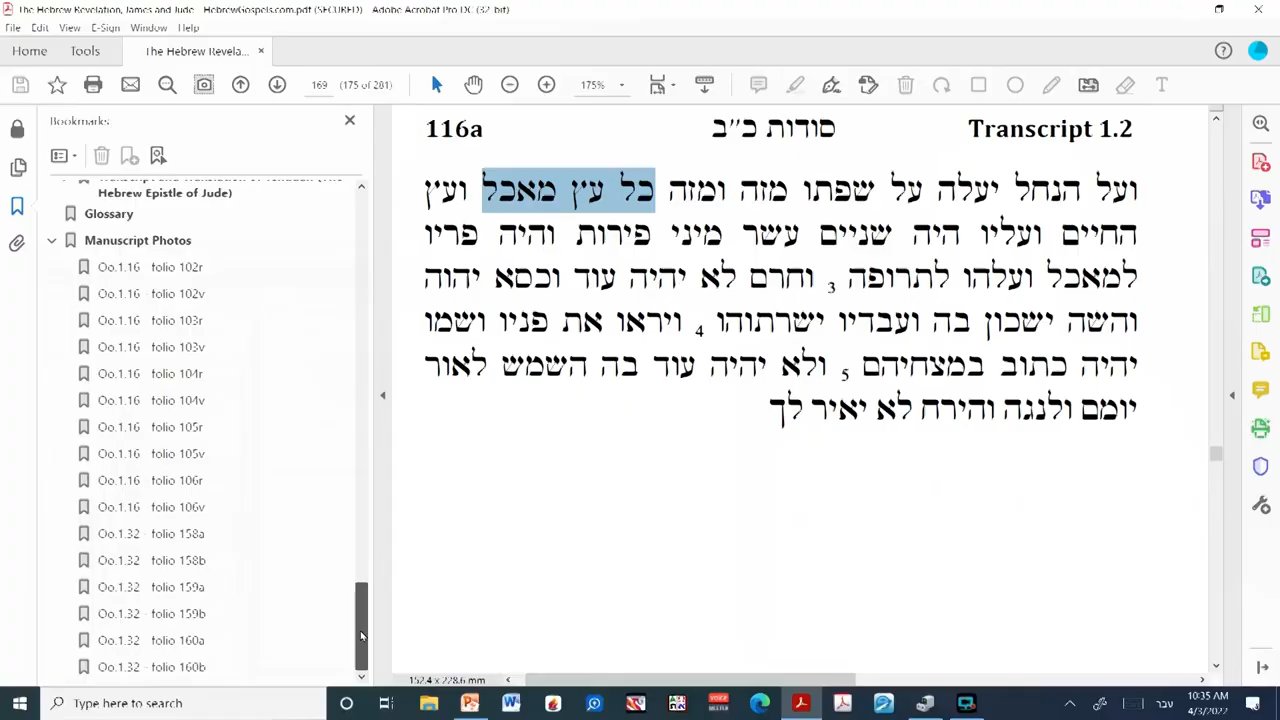 The Hebrew Revelation, James and Jude - HebrewGospels.com.pdf (SECURED) - Adobe Acrobat Pro DC (32-bit)
File Edit View E-Sign Window Help
Home Tools The Hebrew Revela... ×
169 (175 of 281) 175%
Bookmarks
Hebrew Epistle of Jude)
Glossary
Manuscript Photos
Oo.1.16 - folio 102r
Oo.1.16 - folio 102v
Oo.1.16 - folio 103r
Oo.1.16 - folio 103v
Oo.1.16 - folio 104r
Oo.1.16 - folio 104v
Oo.1.16 - folio 105r
Oo.1.16 - folio 105v
Oo.1.16 - folio 106r
Oo.1.16 - folio 106v
Oo.1.32 - folio 158a
Oo.1.32 - folio 158b
Oo.1.32 - folio 159a
Oo.1.32 - folio 159b
Oo.1.32 - folio 160a
Oo.1.32 - folio 160b
116a סודות כ״ב Transcript 1.2
ועל הנחל יעלה על שפתו מזה ומזה כל עץ מאכל ועץ
החיים ועליו היה שניים עשר מיני פירות והיה פריו
למאכל ועלהו לתרופה 3 וחרם לא יהיה עוד וכסא יהוה
והשה ישכון בה ועבדיו ישרתוהו 4 ויראו את פניו ושמו
יהיה כתוב במצחיהם 5 ולא יהיה עוד בה השמש לאור
יומם ולנגה והירח לא יאיר לך
152.4 x 228.6 mm
Type here to search
VOICE
עבר
10:35 AM
4/3/2022